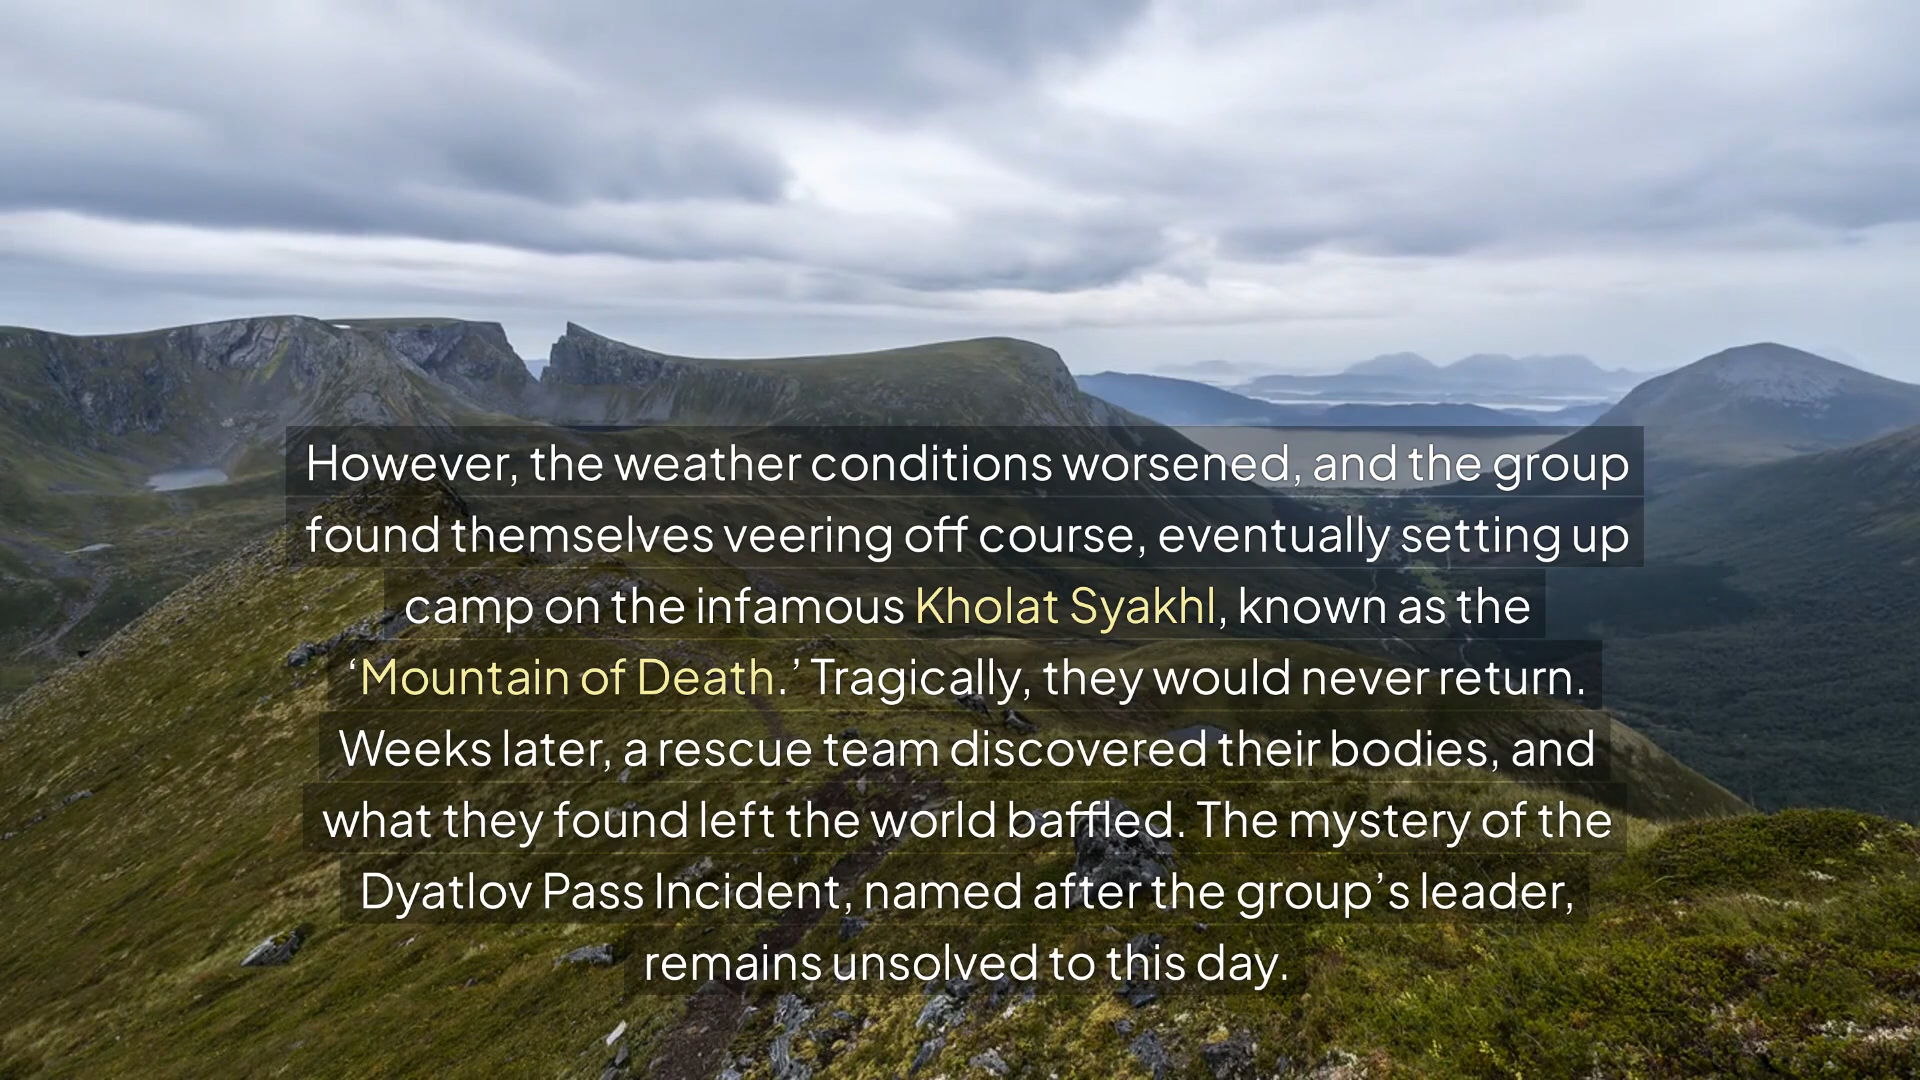 However, the weather conditions worsened, and the group
found themselves veering off course, eventually setting up
camp on the infamous Kholat Syakhl, known as the
‘Mountain of Death.’ Tragically, they would never return.
Weeks later, a rescue team discovered their bodies, and
what they found left the world baffled. The mystery of the
Dyatlov Pass Incident, named after the group’s leader,
remains unsolved to this day.